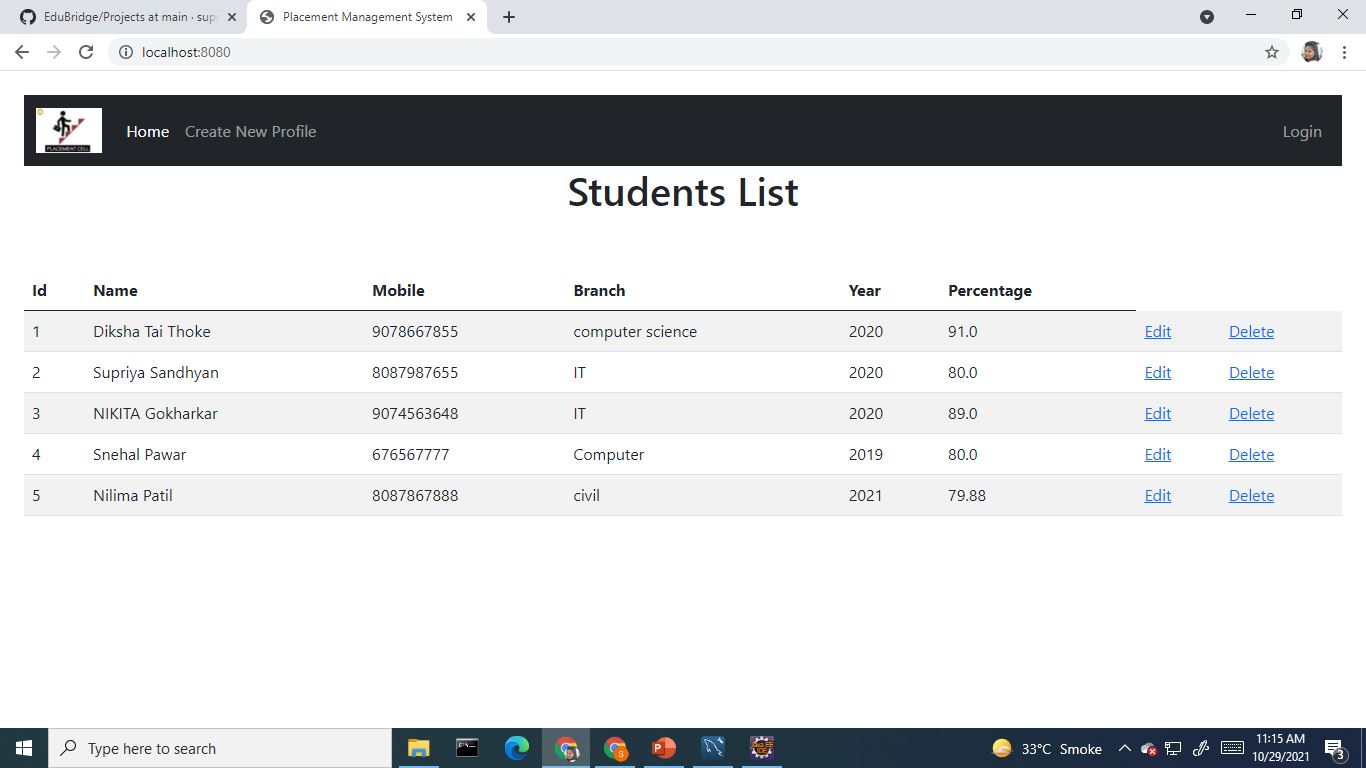 EduBridge/Projects at main · supr
Placement Management System
localhost:8080
PLACEMENT CELL
Home Create New Profile Login
Students List
Id Name Mobile Branch Year Percentage
1 Diksha Tai Thoke 9078667855 computer science 2020 91.0 Edit Delete
2 Supriya Sandhyan 8087987655 IT 2020 80.0 Edit Delete
3 NIKITA Gokharkar 9074563648 IT 2020 89.0 Edit Delete
4 Snehal Pawar 676567777 Computer 2019 80.0 Edit Delete
5 Nilima Patil 8087867888 civil 2021 79.88 Edit Delete
Type here to search
33°C Smoke
11:15 AM
10/29/2021
3